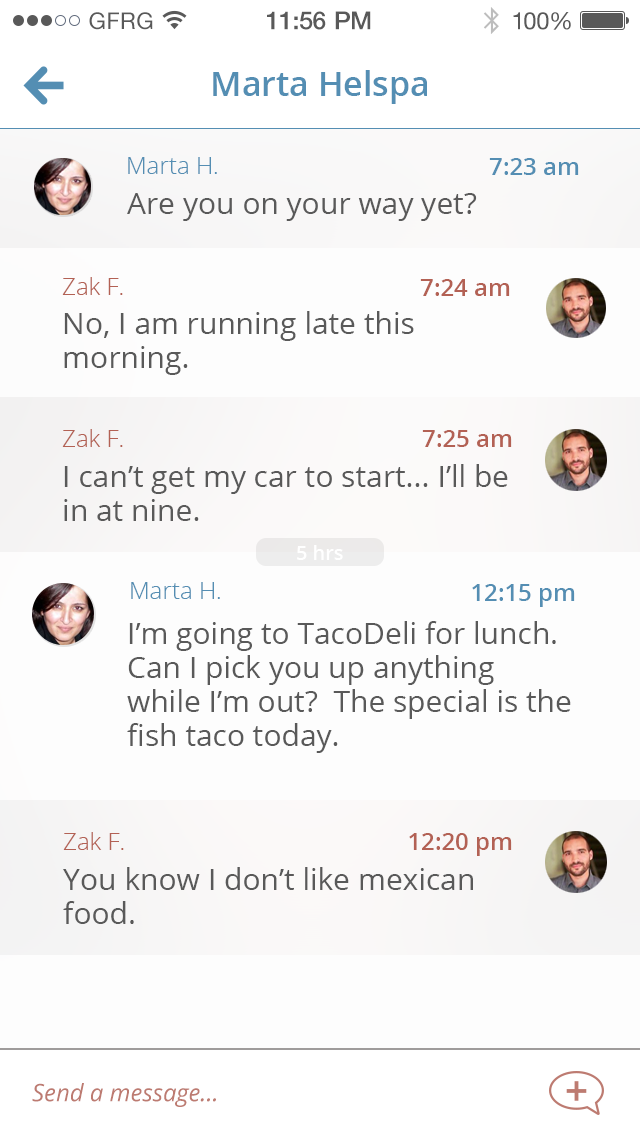 GFRG 11:56 PM 100%
Marta Helspa
Marta H. 7:23 am
Are you on your way yet?
Zak F. 7:24 am
No, I am running late this
morning.
Zak F. 7:25 am
I can’t get my car to start... I’ll be
in at nine.
5 hrs
Marta H. 12:15 pm
I’m going to TacoDeli for lunch.
Can I pick you up anything
while I’m out?  The special is the
fish taco today.
Zak F. 12:20 pm
You know I don’t like mexican
food.
Send a message...